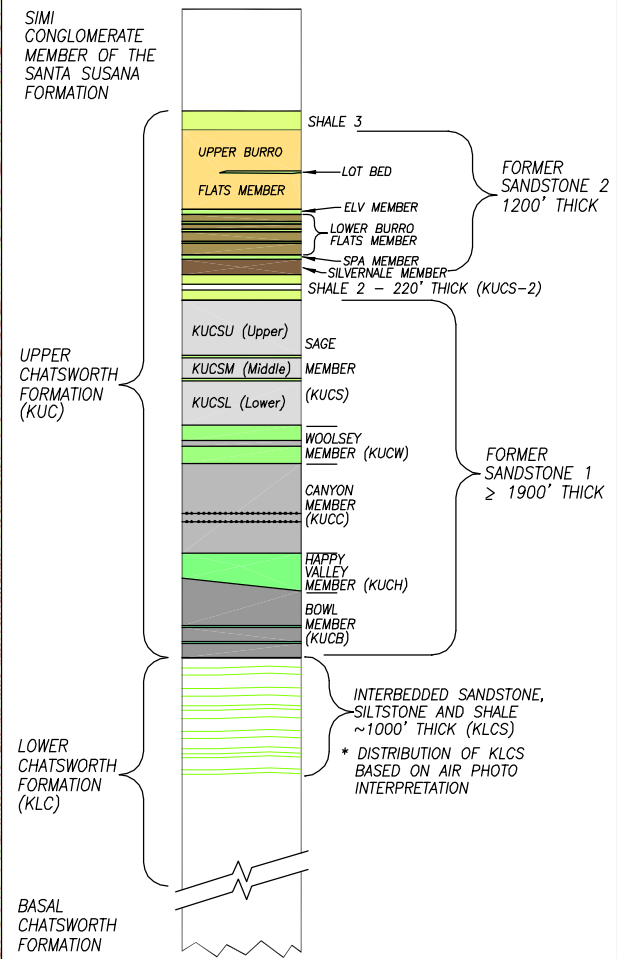 SIMI
CONGLOMERATE
MEMBER OF THE
SANTA SUSANA
FORMATION
SHALE 3
UPPER BURRO
LOT BED
FLATS MEMBER
ELV MEMBER
LOWER BURRO
FLATS MEMBER
SPA MEMBER
SILVERNALE MEMBER
SHALE 2 – 220' THICK (KUCS–2)
FORMER
SANDSTONE 2
1200' THICK
UPPER
CHATSWORTH
FORMATION
(KUC)
KUCSU (Upper)
KUCSM (Middle)
KUCSL (Lower)
SAGE
MEMBER
(KUCS)
WOOLSEY
MEMBER (KUCW)
CANYON
MEMBER
(KUCC)
HAPPY
VALLEY
MEMBER (KUCH)
BOWL
MEMBER
(KUCB)
FORMER
SANDSTONE 1
≥ 1900' THICK
LOWER
CHATSWORTH
FORMATION
(KLC)
INTERBEDDED SANDSTONE,
SILTSTONE AND SHALE
~1000' THICK (KLCS)
* DISTRIBUTION OF KLCS
BASED ON AIR PHOTO
INTERPRETATION
BASAL
CHATSWORTH
FORMATION